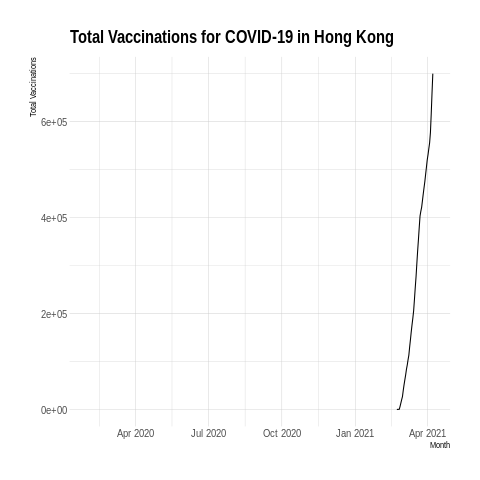 Total Vaccinations for COVID-19 in Hong Kong
Total Vaccinations
6e+05
4e+05
2e+05
0e+00
Apr 2020 Jul 2020 Oct 2020 Jan 2021 Apr 2021
Month